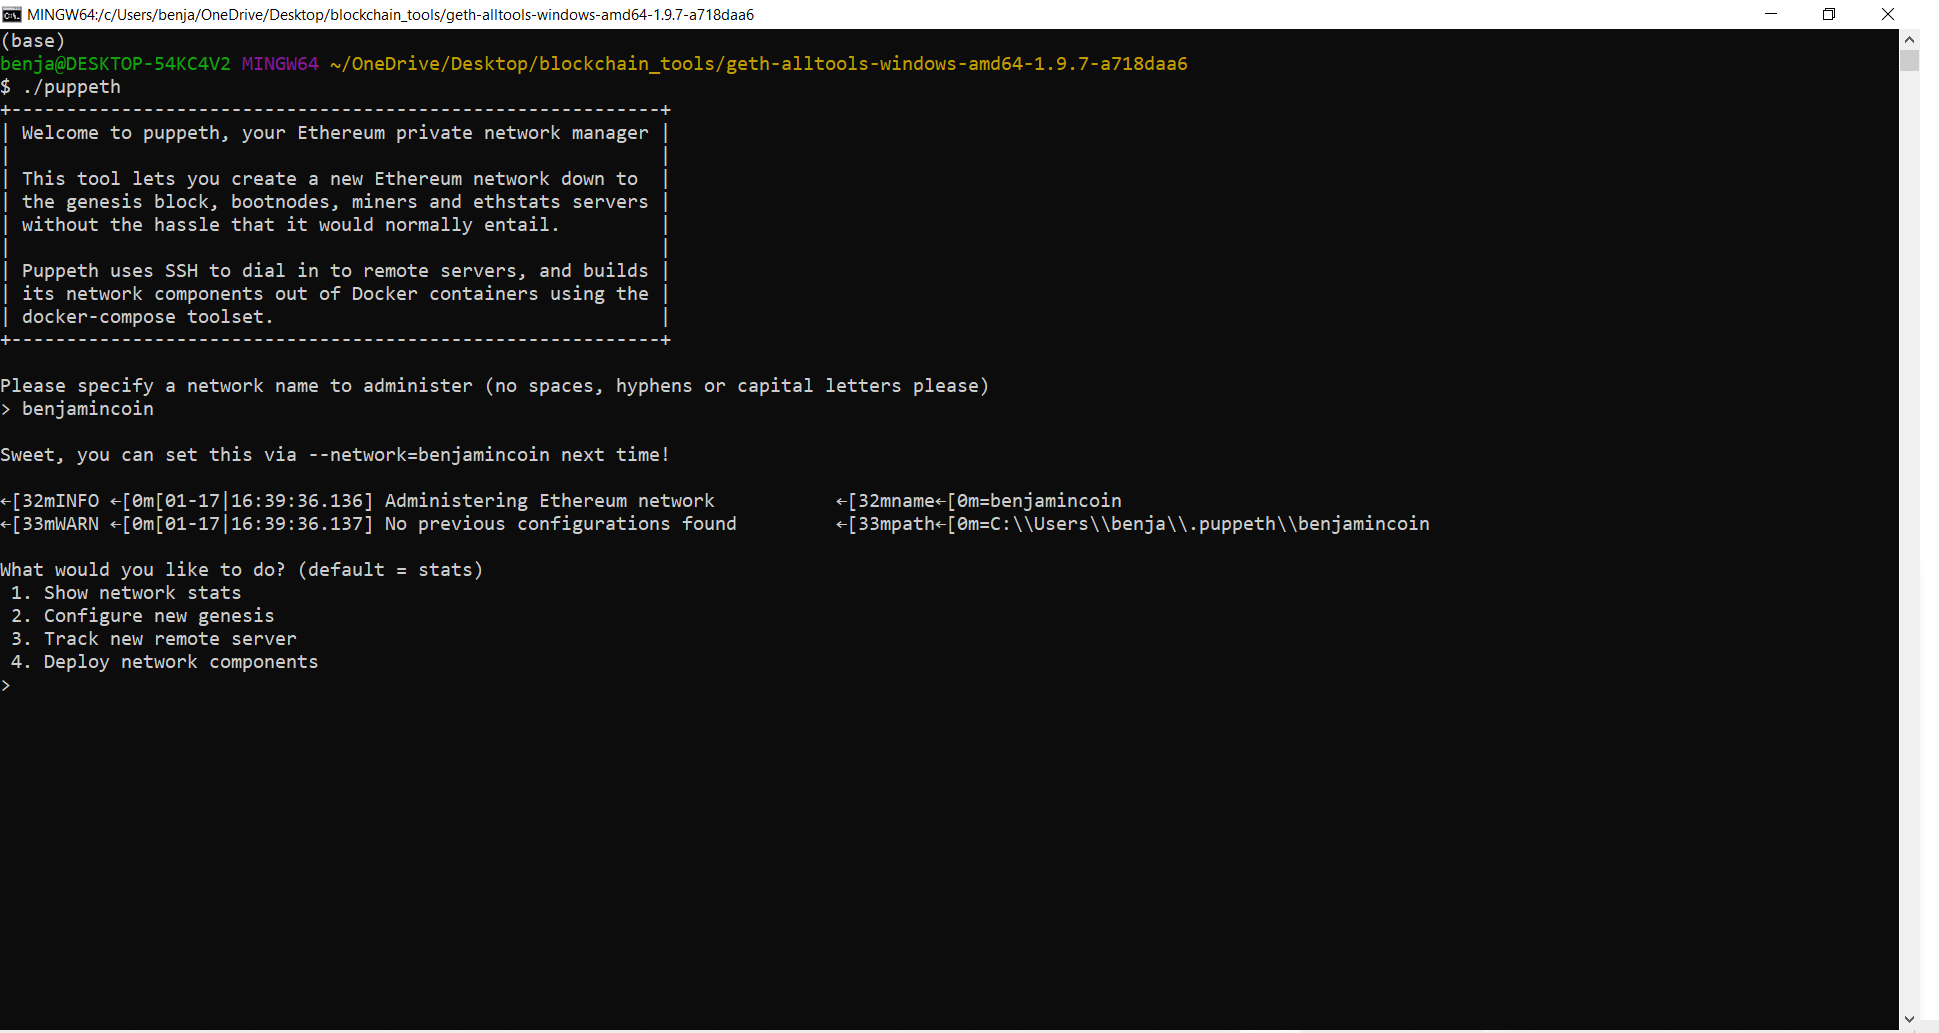 MINGW64:/c/Users/benja/OneDrive/Desktop/blockchain_tools/geth-alltools-windows-amd64-1.9.7-a718daa6
(base)
benja@DESKTOP-54KC4V2 MINGW64 ~/OneDrive/Desktop/blockchain_tools/geth-alltools-windows-amd64-1.9.7-a718daa6
$ ./puppeth
+-----------------------------------------------------------+
| Welcome to puppeth, your Ethereum private network manager |
|                                                           |
| This tool lets you create a new Ethereum network down to  |
| the genesis block, bootnodes, miners and ethstats servers |
| without the hassle that it would normally entail.         |
|                                                           |
| Puppeth uses SSH to dial in to remote servers, and builds |
| its network components out of Docker containers using the |
| docker-compose toolset.                                   |
+-----------------------------------------------------------+
Please specify a network name to administer (no spaces, hyphens or capital letters please)
> benjamincoin
Sweet, you can set this via --network=benjamincoin next time!
←[32mINFO ←[0m[01-17|16:39:36.136] Administering Ethereum network           ←[32mname←[0m=benjamincoin
←[33mWARN ←[0m[01-17|16:39:36.137] No previous configurations found         ←[33mpath←[0m=C:\\Users\\benja\\.puppeth\\benjamincoin
What would you like to do? (default = stats)
 1. Show network stats
 2. Configure new genesis
 3. Track new remote server
 4. Deploy network components
>